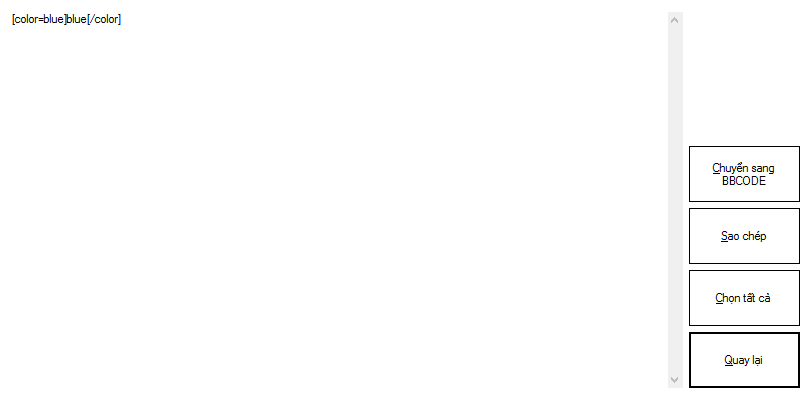 [color=blue]blue[/color]
Chuyển sang
BBCODE
Sao chép
Chọn tất cả
Quay lại